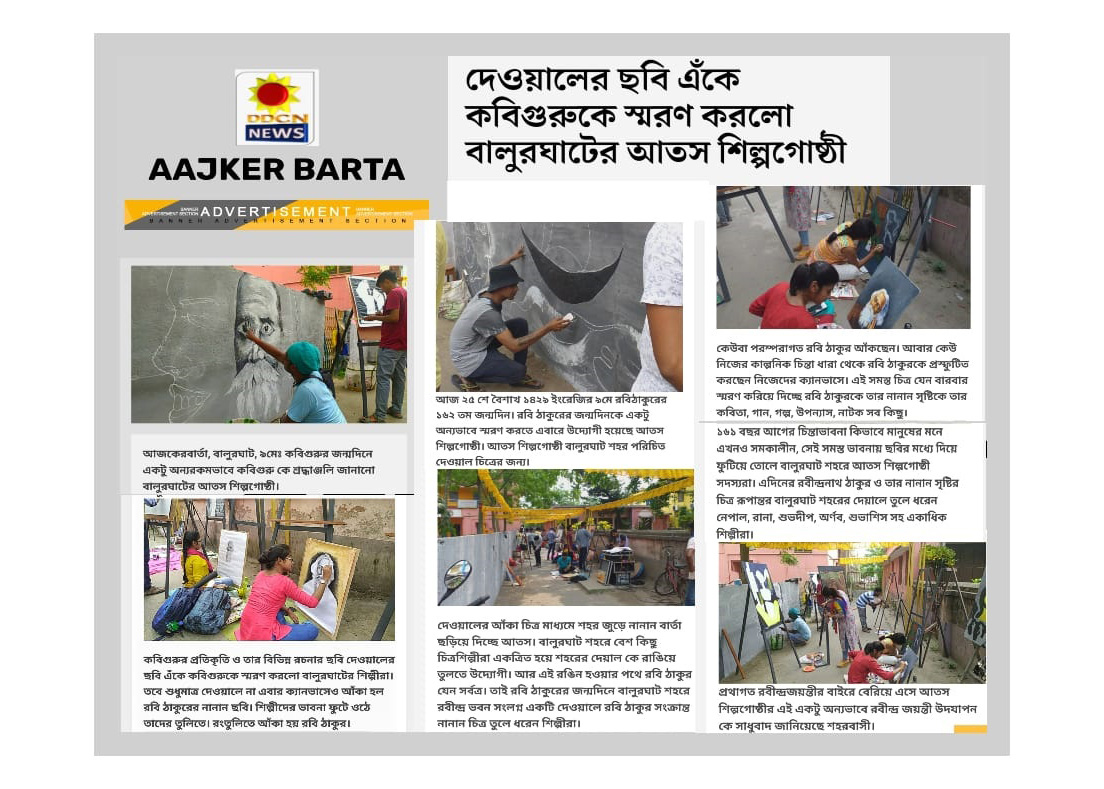 DDCN
NEWS
AAJKER BARTA
BANNER
ADVERTISEMENT SECTION
ADVERTISEMENT
BANNER
ADVERTISEMENT SECTION
BANNER ADVERTISEMENT SECTION
দেওয়ালের ছবি এঁকে
কবিগুরুকে স্মরণ করলো
বালুরঘাটের আতস শিল্পগোষ্ঠী
আজকেরবার্তা, বালুরঘাট, ৯মেঃ কবিগুরুর জন্মদিনে
একটু অন্যরকমভাবে কবিগুরু কে শ্রদ্ধাঞ্জলি জানানো
বালুরঘাটের আতস শিল্পগোষ্ঠী।
কবিগুরুর প্রতিকৃতি ও তার বিভিন্ন রচনার ছবি দেওয়ালের
ছবি এঁকে কবিগুরুকে স্মরণ করলো বালুরঘাটের শিল্পীরা।
তবে শুধুমাত্র দেওয়ালে না এবার ক্যানভাসেও আঁকা হল
রবি ঠাকুরের নানান ছবি। শিল্পীদের ভাবনা ফুটে ওঠে
তাদের তুলিতে। রংতুলিতে আঁকা হয় রবি ঠাকুর।
আজ ২৫ শে বৈশাখ ১৪২৯ ইংরেজির ৯মে রবিঠাকুরের
১৬২ তম জন্মদিন। রবি ঠাকুরের জন্মদিনকে একটু
অন্যভাবে স্মরণ করতে এবারে উদ্যোগী হয়েছে আতস
শিল্পগোষ্ঠী। আতস শিল্পগোষ্ঠী বালুরঘাট শহর পরিচিত
দেওয়াল চিত্রের জন্য।
দেওয়ালের আঁকা চিত্র মাধ্যমে শহর জুড়ে নানান বার্তা
ছড়িয়ে দিচ্ছে আতস। বালুরঘাট শহরে বেশ কিছু
চিত্রশিল্পীরা একত্রিত হয়ে শহরের দেয়াল কে রাঙিয়ে
তুলতে উদ্যোগী। আর এই রঙিন হওয়ার পথে রবি ঠাকুর
যেন সর্বত্র। তাই রবি ঠাকুরের জন্মদিনে বালুরঘাট শহরে
রবীন্দ্র ভবন সংলগ্ন একটি দেওয়ালে রবি ঠাকুর সংক্রান্ত
নানান চিত্র তুলে ধরেন শিল্পীরা।
কেউবা পরম্পরাগত রবি ঠাকুর আঁকছেন। আবার কেউ
নিজের কাল্পনিক চিন্তা ধারা থেকে রবি ঠাকুরকে প্রস্ফূটিত
করছেন নিজেদের ক্যানভাসে। এই সমস্ত চিত্র যেন বারবার
স্মরণ করিয়ে দিচ্ছে রবি ঠাকুরকে তার নানান সৃষ্টিকে তার
কবিতা, গান, গল্প, উপন্যাস, নাটক সব কিছু।
১৬১ বছর আগের চিন্তাভাবনা কিভাবে মানুষের মনে
এখনও সমকালীন, সেই সমস্ত ভাবনায় ছবির মধ্যে দিয়ে
ফুটিয়ে তোলে বালুরঘাট শহরে আতস শিল্পগোষ্ঠী
সদস্যরা। এদিনের রবীন্দ্রনাথ ঠাকুর ও তার নানান সৃষ্টির
চিত্র রূপান্তর বালুরঘাট শহরের দেয়ালে তুলে ধরেন
নেপাল, রানা, শুভদীপ, অর্ণব, শুভাশিস সহ একাধিক
শিল্পীরা।
প্রথাগত রবীন্দ্রজয়ন্তীর বাইরে বেরিয়ে এসে আতস
শিল্পগোষ্ঠীর এই একটু অন্যভাবে রবীন্দ্র জয়ন্তী উদযাপন
কে সাধুবাদ জানিয়েছে শহরবাসী।